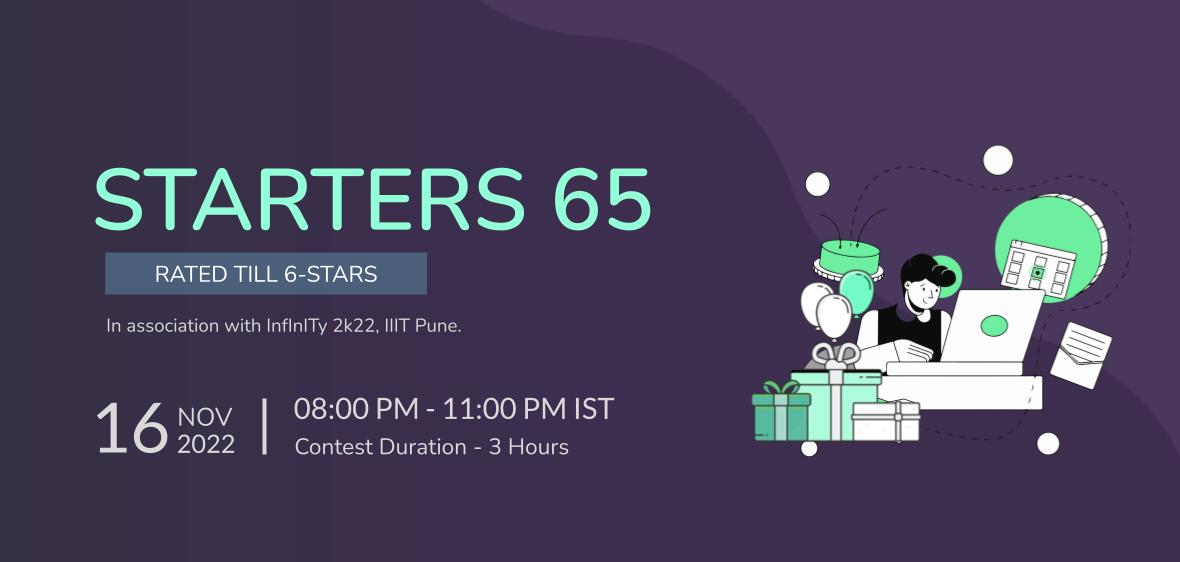 STARTERS 65
RATED TILL 6-STARS
In association with InfInITy 2k22, IIIT Pune.
16 NOV 2022
08:00 PM - 11:00 PM IST
Contest Duration - 3 Hours